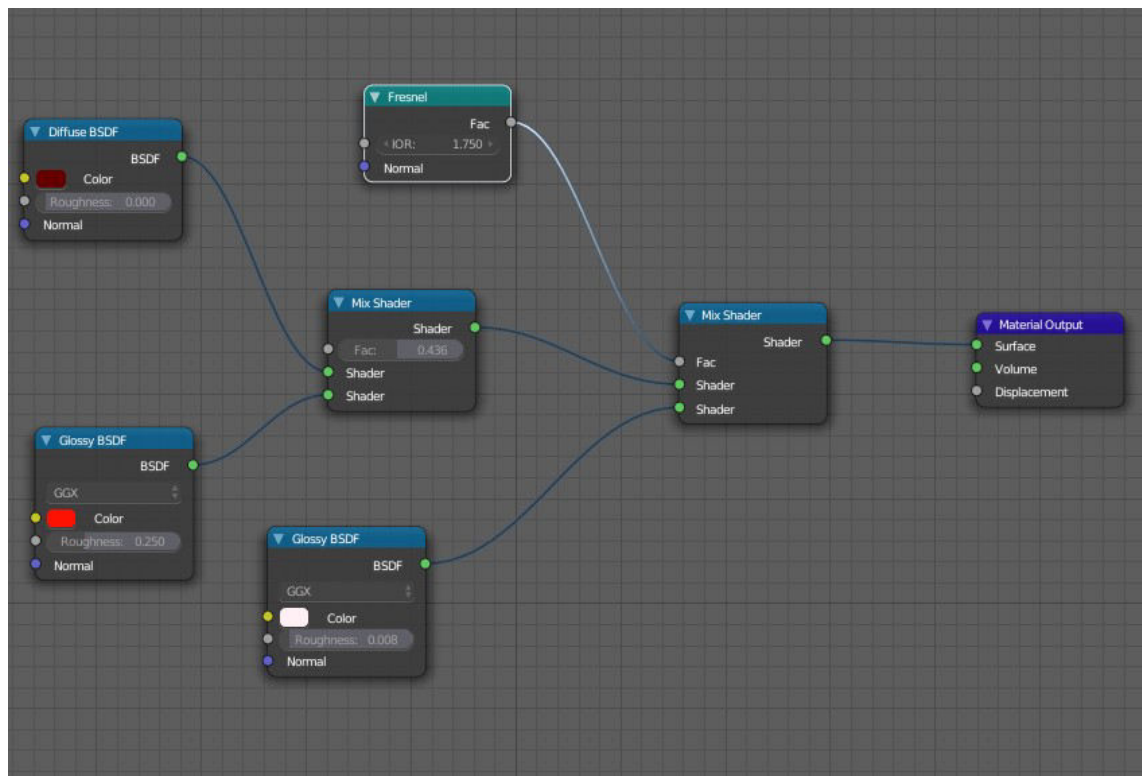 Fresnel
Fac
IOR: 1.750
Normal
Diffuse BSDF
BSDF
Color
Roughness: 0.000
Normal
Mix Shader
Shader
Fac: 0.436
Shader
Shader
Mix Shader
Shader
Fac
Shader
Shader
Material Output
Surface
Volume
Displacement
Glossy BSDF
BSDF
GGX
Color
Roughness: 0.250
Normal
Glossy BSDF
BSDF
GGX
Color
Roughness: 0.008
Normal